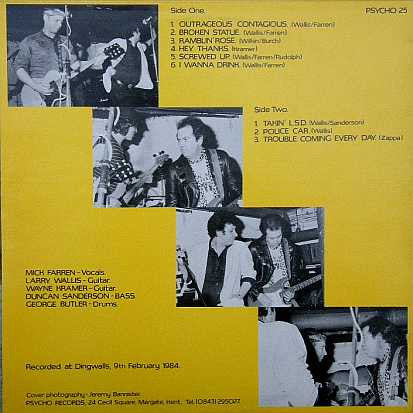 Side One.
PSYCHO 25
1. OUTRAGEOUS CONTAGIOUS. (Wallis/Farren)
2. BROKEN STATUE. (Wallis/Farren)
3. RAMBLIN' ROSE. (Wilkin/Burch)
4. HEY THANKS. (Kramer)
5. SCREWED UP. (Wallis/Farren/Rudolph)
6. I WANNA DRINK. (Wallis/Farren)
Side Two.
1. TAKIN' L.S.D. (Wallis/Sanderson)
2. POLICE CAR. (Wallis)
3. TROUBLE COMING EVERY DAY. (Zappa)
MICK FARREN - Vocals.
LARRY WALLIS - Guitar.
WAYNE KRAMER - Guitar.
DUNCAN SANDERSON - BASS.
GEORGE BUTLER - Drums.
Recorded at Dingwalls, 9th February 1984.
Cover photography - Jeremy Bannister.
PSYCHO RECORDS, 24 Cecil Square, Margate, Kent. Tel. (0843) 295027.